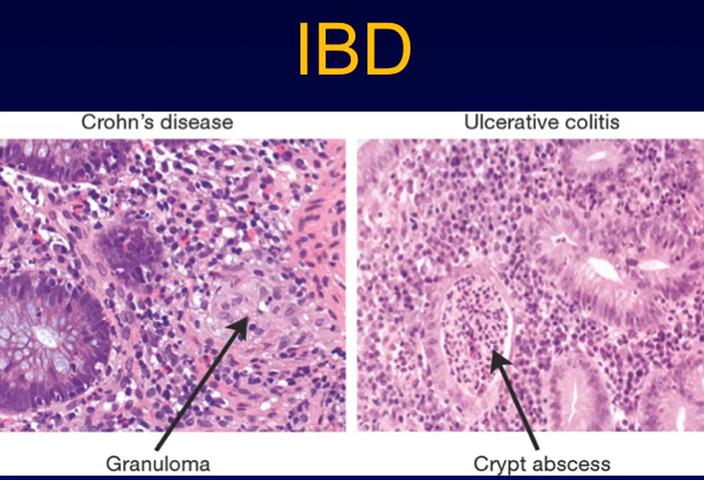 IBD
Crohn's disease
Ulcerative colitis
Granuloma
Crypt abscess